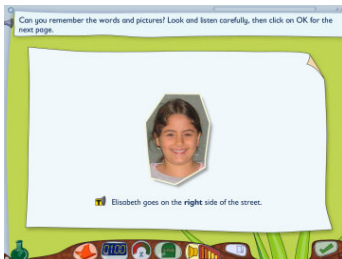 Can you remember the words and pictures? Look and listen carefully, then click on OK for the
next page.
Elisabeth goes on the right side of the street.